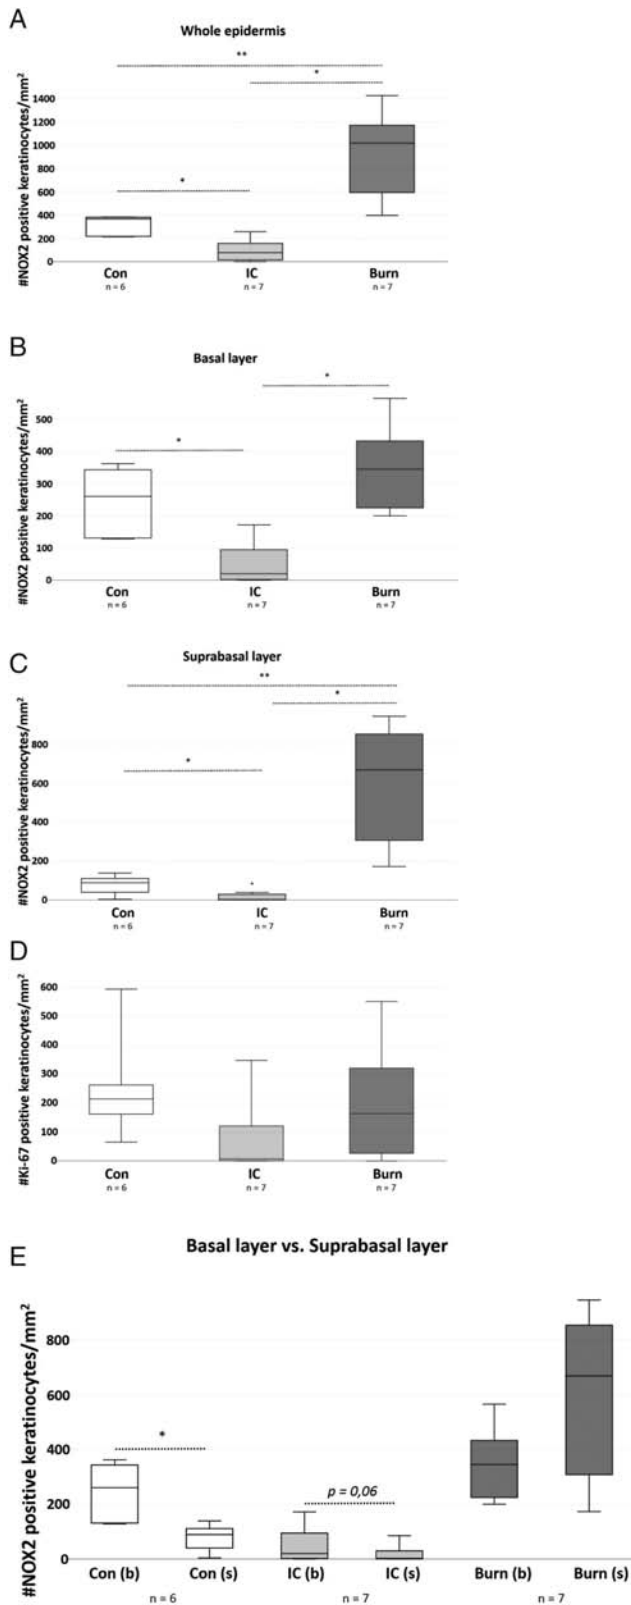 A
Whole epidermis
**
*
*
#NOX2 positive keratinocytes/mm²
1400
1200
1000
800
600
400
200
0
Con IC Burn
n = 6 n = 7 n = 7
B
Basal layer
*
*
#NOX2 positive keratinocytes/mm²
500
400
300
200
100
0
Con IC Burn
n = 6 n = 7 n = 7
C
Suprabasal layer
**
*
*
#NOX2 positive keratinocytes/mm²
800
600
400
200
0
Con IC Burn
n = 6 n = 7 n = 7
D
#Ki-67 positive keratinocytes/mm²
600
500
400
300
200
100
0
Con IC Burn
n = 6 n = 7 n = 7
E
Basal layer vs. Suprabasal layer
#NOX2 positive keratinocytes/mm²
800
600
400
200
0
*
p = 0,06
Con (b) Con (s) IC (b) IC (s) Burn (b) Burn (s)
n = 6 n = 7 n = 7